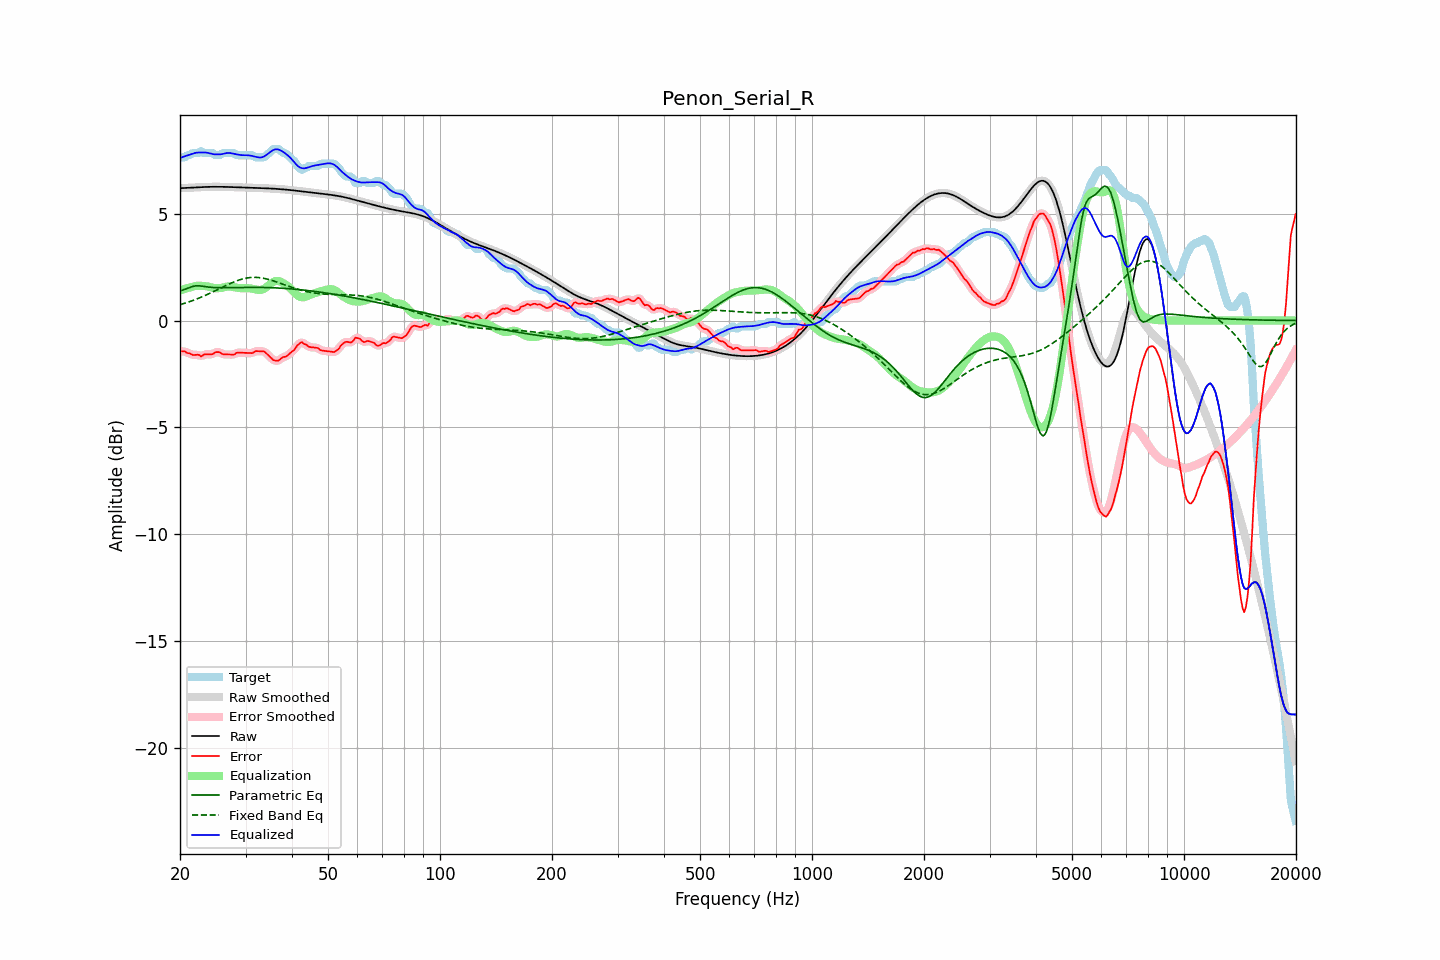 Penon_Serial_R
Amplitude (dBr)
5
0
−5
−10
−15
−20
Target
Raw Smoothed
Error Smoothed
Raw
Error
Equalization
Parametric Eq
Fixed Band Eq
Equalized
20 50 100 200 500 1000 2000 5000 10000 20000
Frequency (Hz)